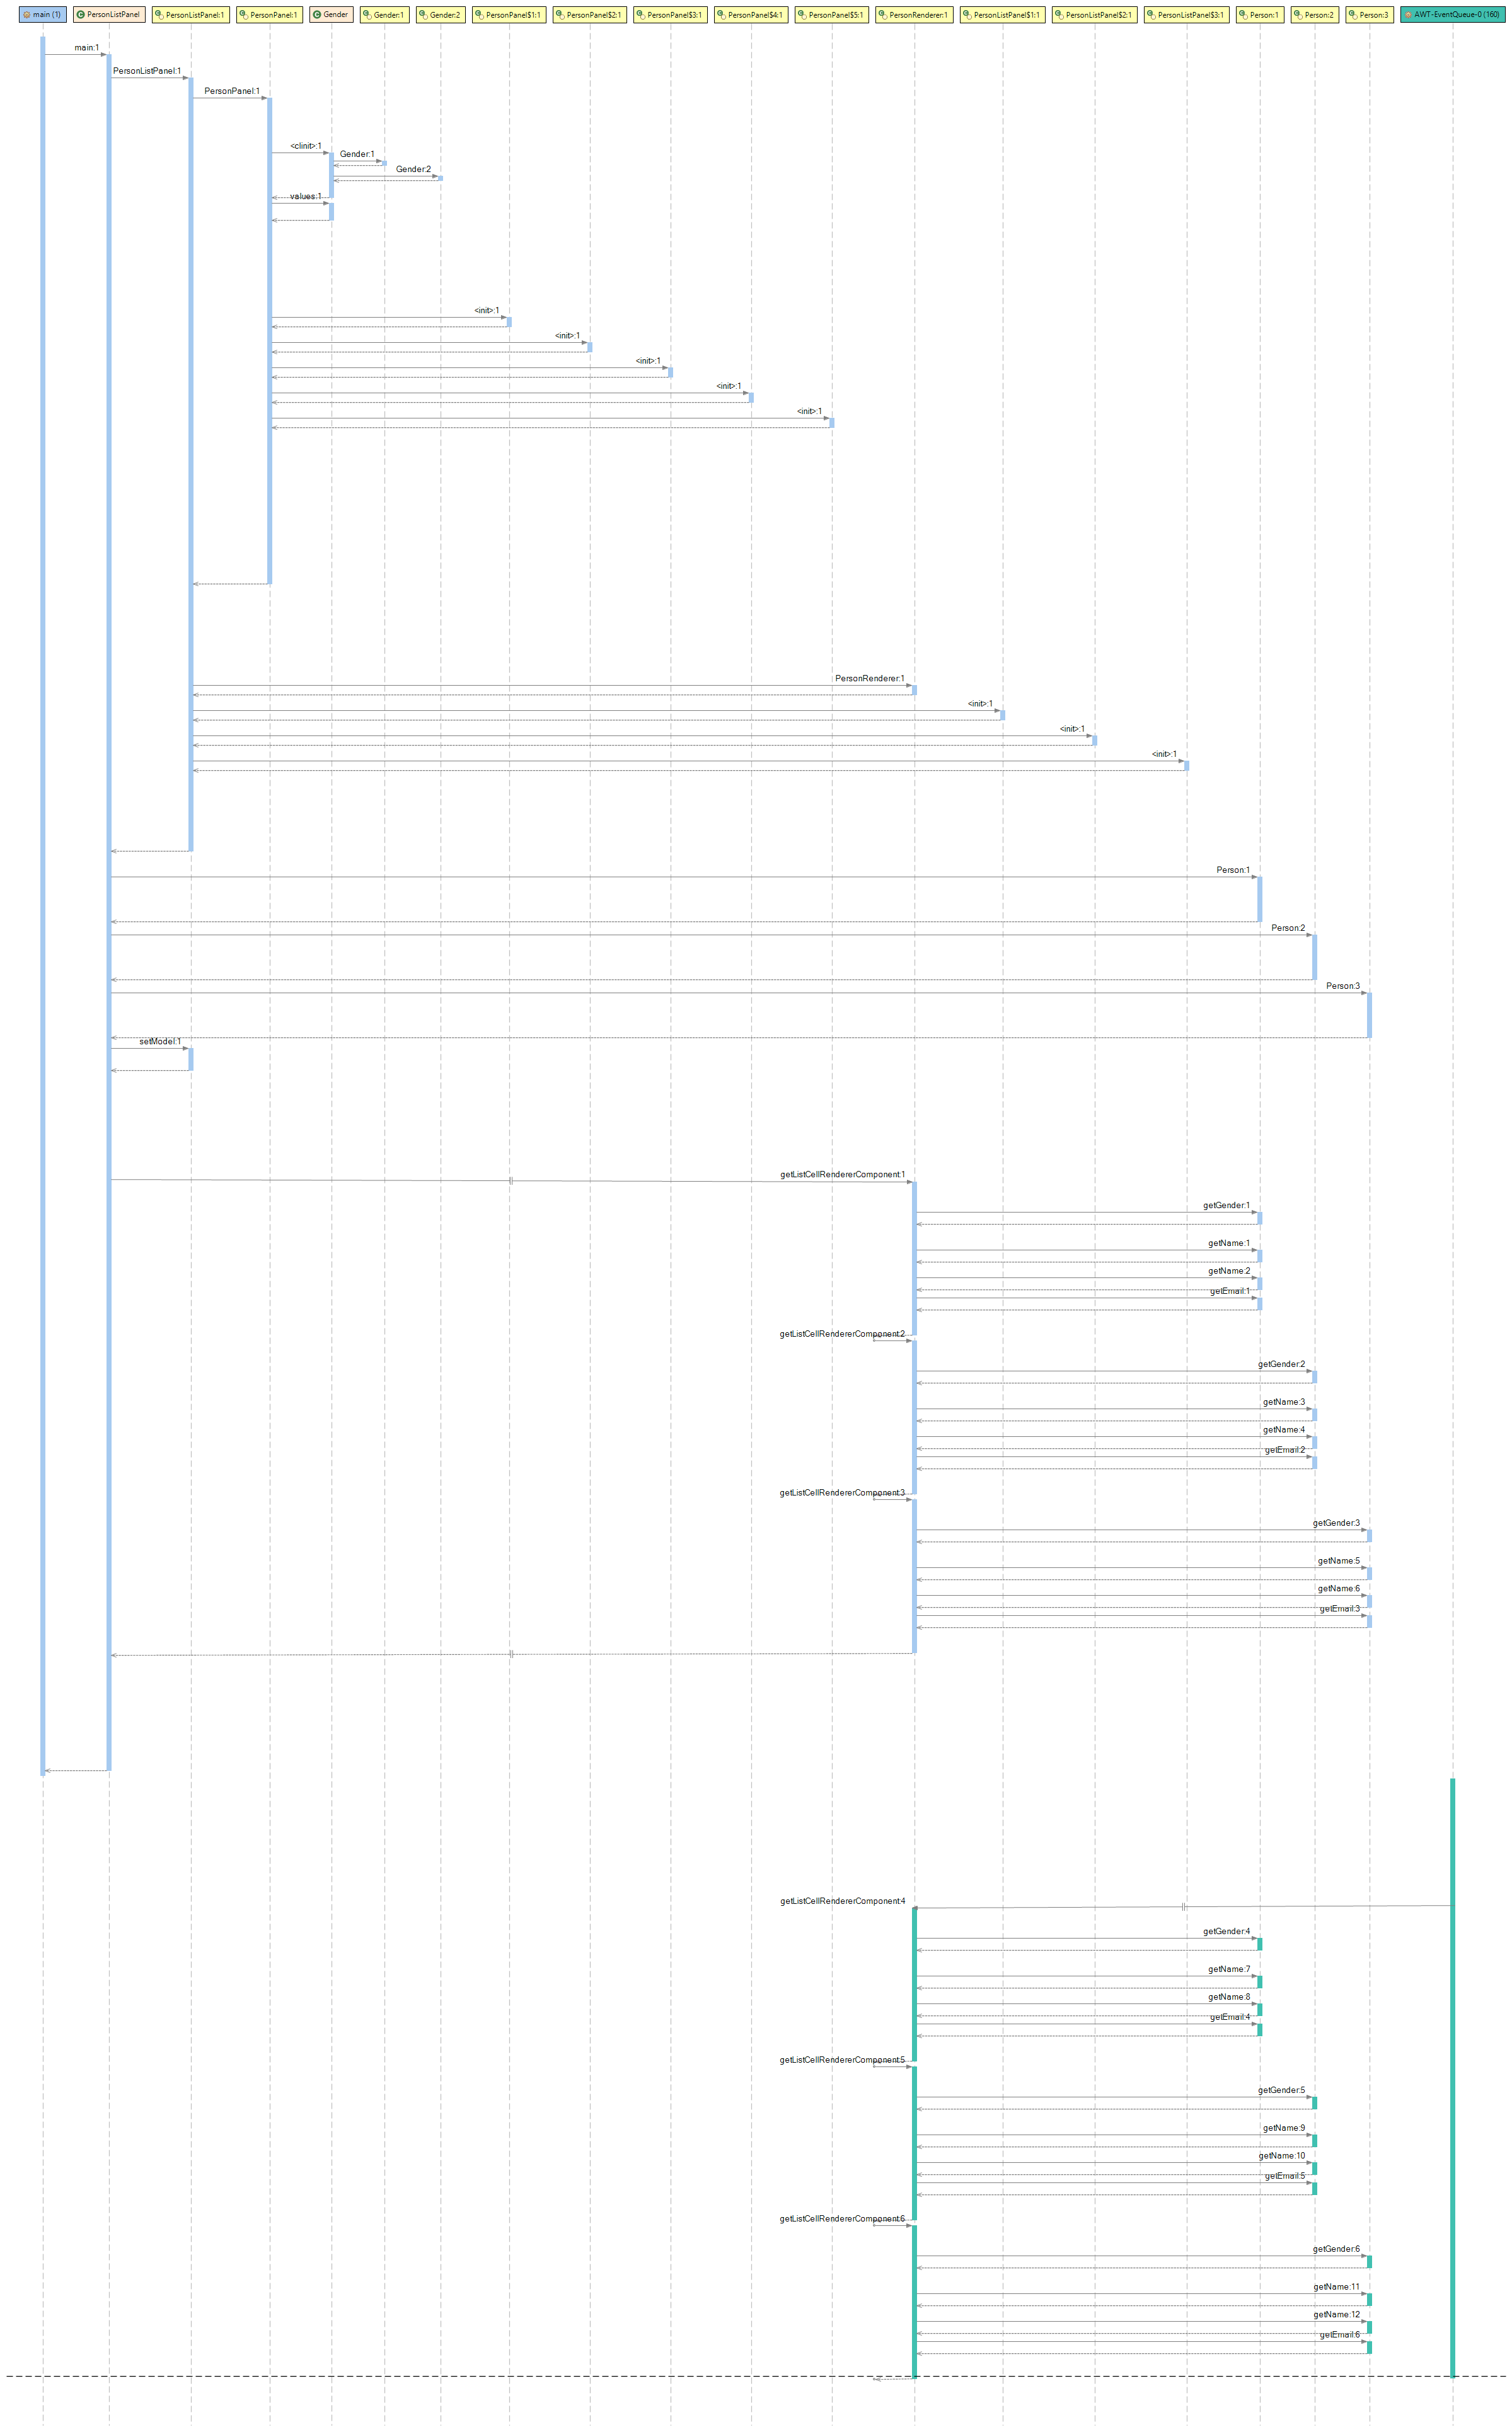 main (1)
PersonListPanel
PersonListPanel:1
PersonPanel:1
Gender
Gender:1
Gender:2
PersonPanel$1:1
PersonPanel$2:1
PersonPanel$3:1
PersonPanel$4:1
PersonPanel$5:1
PersonRenderer:1
PersonListPanel$1:1
PersonListPanel$2:1
PersonListPanel$3:1
Person:1
Person:2
Person:3
AWT-EventQueue-0 (160)
main:1
PersonListPanel:1
PersonPanel:1
<clinit>:1
Gender:1
Gender:2
values:1
<init>:1
<init>:1
<init>:1
<init>:1
<init>:1
PersonRenderer:1
<init>:1
<init>:1
<init>:1
Person:1
Person:2
Person:3
setModel:1
getListCellRendererComponent:1
getGender:1
getName:1
getName:2
getEmail:1
getListCellRendererComponent:2
getGender:2
getName:3
getName:4
getEmail:2
getListCellRendererComponent:3
getGender:3
getName:5
getName:6
getEmail:3
getListCellRendererComponent:4
getGender:4
getName:7
getName:8
getEmail:4
getListCellRendererComponent:5
getGender:5
getName:9
getName:10
getEmail:5
getListCellRendererComponent:6
getGender:6
getName:11
getName:12
getEmail:6